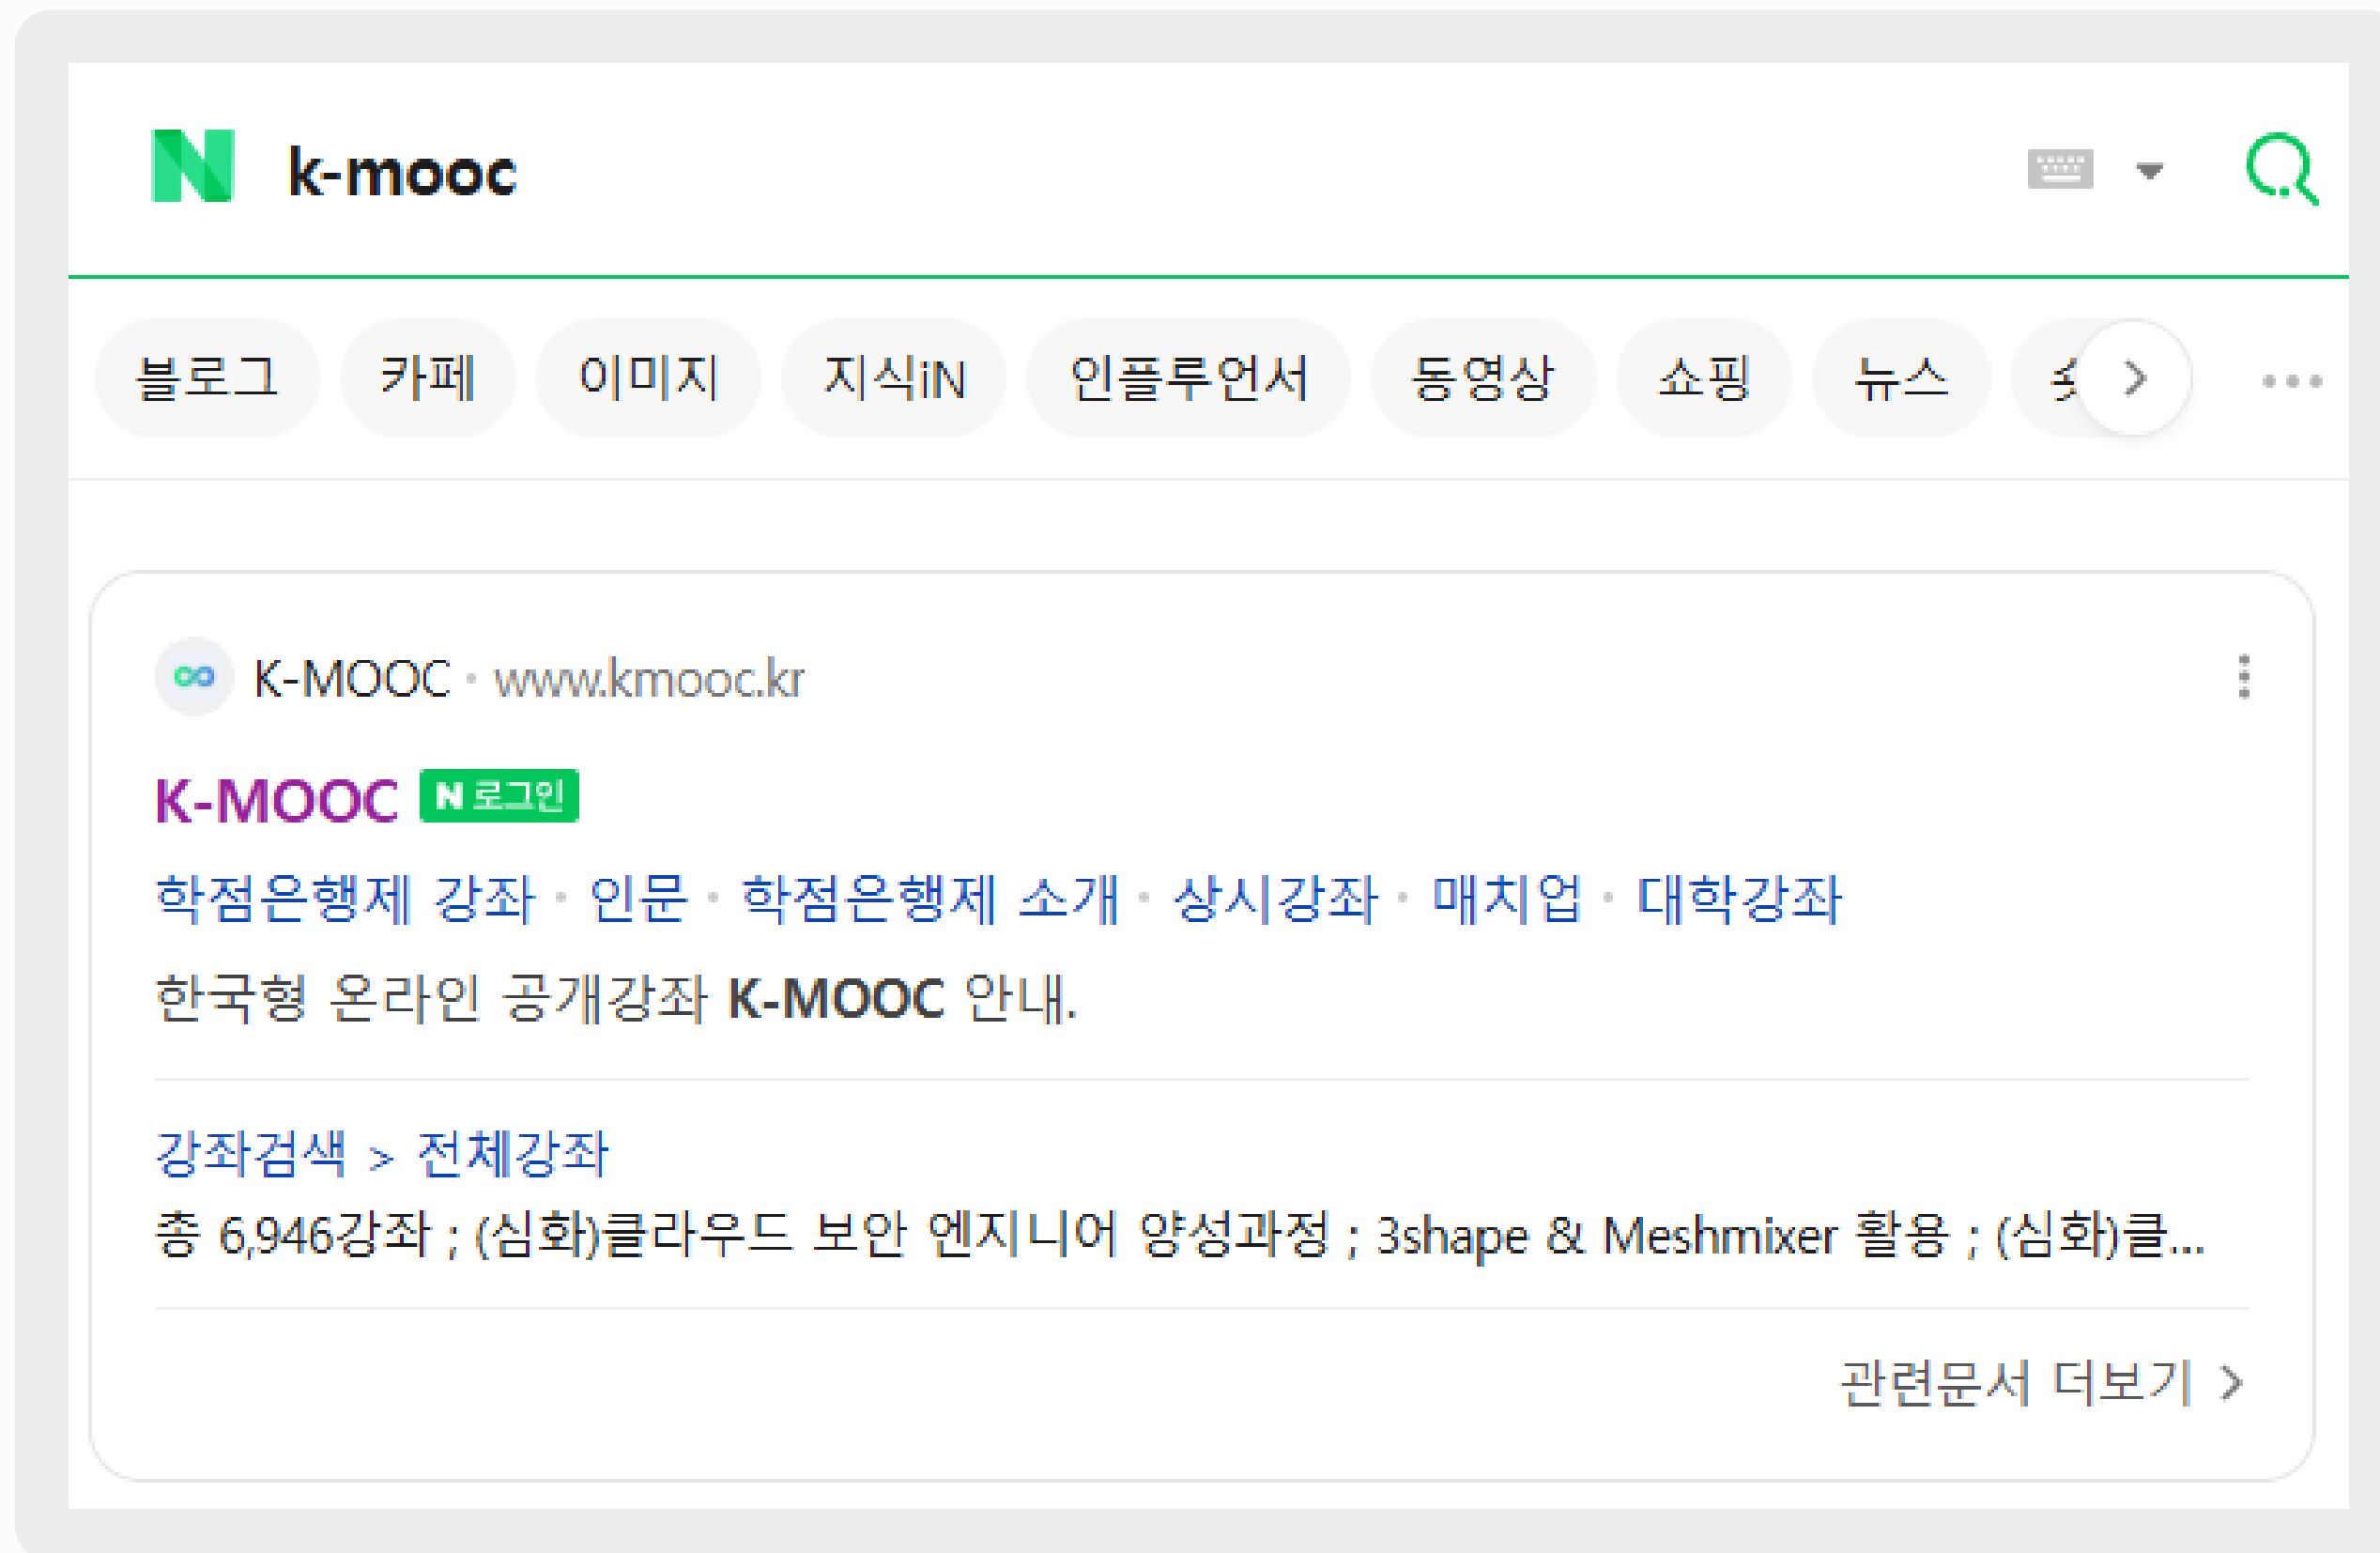 N k-mooc
블로그 카페 이미지 지식iN 인플루언서 동영상 쇼핑 뉴스
K-MOOC · www.kmooc.kr
K-MOOC N 로그인
학점은행제 강좌 · 인문 · 학점은행제 소개 · 상시강좌 · 매치업 · 대학강좌
한국형 온라인 공개강좌 K-MOOC 안내.
강좌검색 > 전체강좌
총 6,946강좌 ; (심화)클라우드 보안 엔지니어 양성과정 ; 3shape & Meshmixer 활용 ; (심화)클...
관련문서 더보기 >